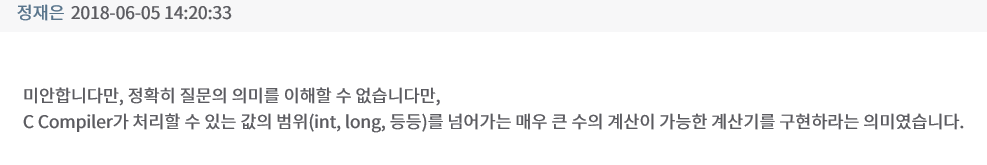 정재은 2018-06-05 14:20:33
미안합니다만, 정확히 질문의 의미를 이해할 수 없습니다만,
C Compiler가 처리할 수 있는 값의 범위(int, long, 등등)를 넘어가는 매우 큰 수의 계산이 가능한 계산기를 구현하라는 의미였습니다.